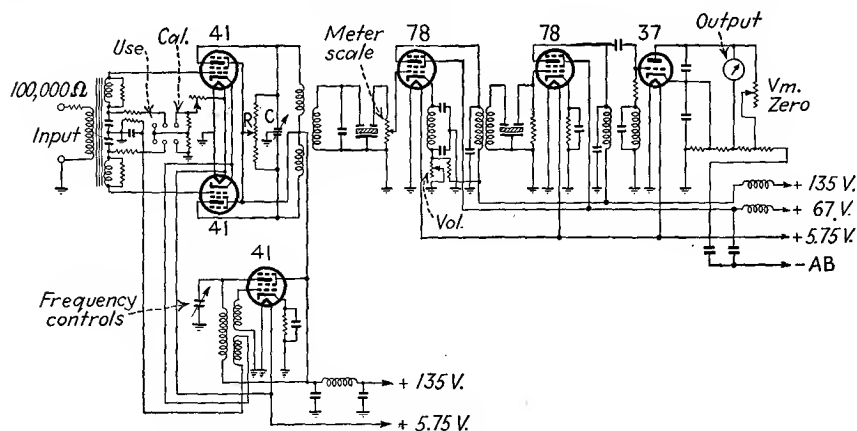 41
Use
Cal.
Meter
scale
78
78
37
Output
100,000Ω
Input
R
C
Vm.
Zero
41
Vol.
+ 135 V.
+ 67 V.
+ 5.75 V.
- AB
41
Frequency
controls
+ 135 V.
+ 5.75 V.